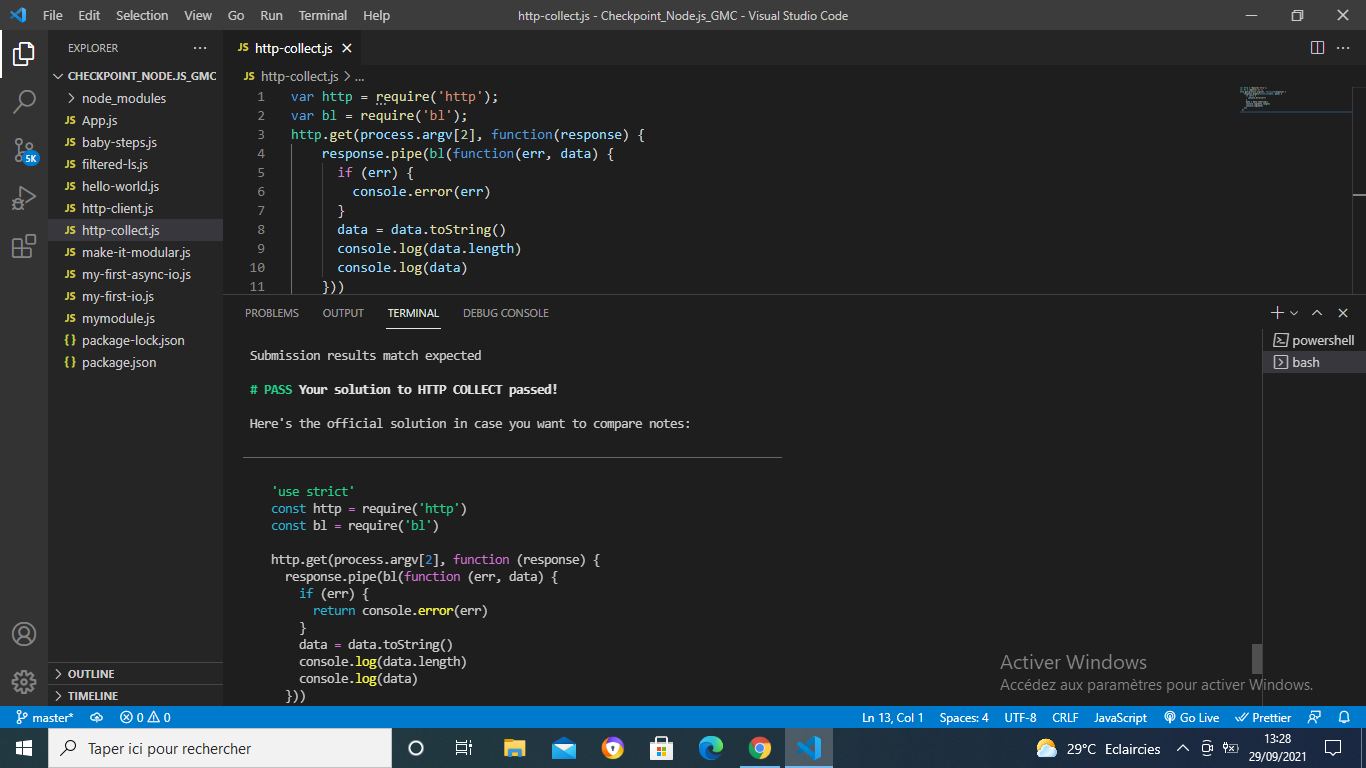 File Edit Selection View Go Run Terminal Help http-collect.js - Checkpoint_Node.js_GMC - Visual Studio Code
EXPLORER
CHECKPOINT_NODE.JS_GMC
node_modules
JS App.js
JS baby-steps.js
JS filtered-ls.js
JS hello-world.js
JS http-client.js
JS http-collect.js
JS make-it-modular.js
JS my-first-async-io.js
JS my-first-io.js
JS mymodule.js
{} package-lock.json
{} package.json
OUTLINE
TIMELINE
5K
JS http-collect.js
JS http-collect.js > ...
1 var http = require('http');
2 var bl = require('bl');
3 http.get(process.argv[2], function(response) {
4 response.pipe(bl(function(err, data) {
5 if (err) {
6 console.error(err)
7 }
8 data = data.toString()
9 console.log(data.length)
10 console.log(data)
11 }))
PROBLEMS OUTPUT TERMINAL DEBUG CONSOLE
powershell
bash
Submission results match expected
# PASS Your solution to HTTP COLLECT passed!
Here's the official solution in case you want to compare notes:
'use strict'
const http = require('http')
const bl = require('bl')
http.get(process.argv[2], function (response) {
response.pipe(bl(function (err, data) {
if (err) {
return console.error(err)
}
data = data.toString()
console.log(data.length)
console.log(data)
}))
Activer Windows
Accédez aux paramètres pour activer Windows.
master* 0 0 Ln 13, Col 1 Spaces: 4 UTF-8 CRLF JavaScript Go Live Prettier
Taper ici pour rechercher
29°C Eclaircies
13:28
29/09/2021